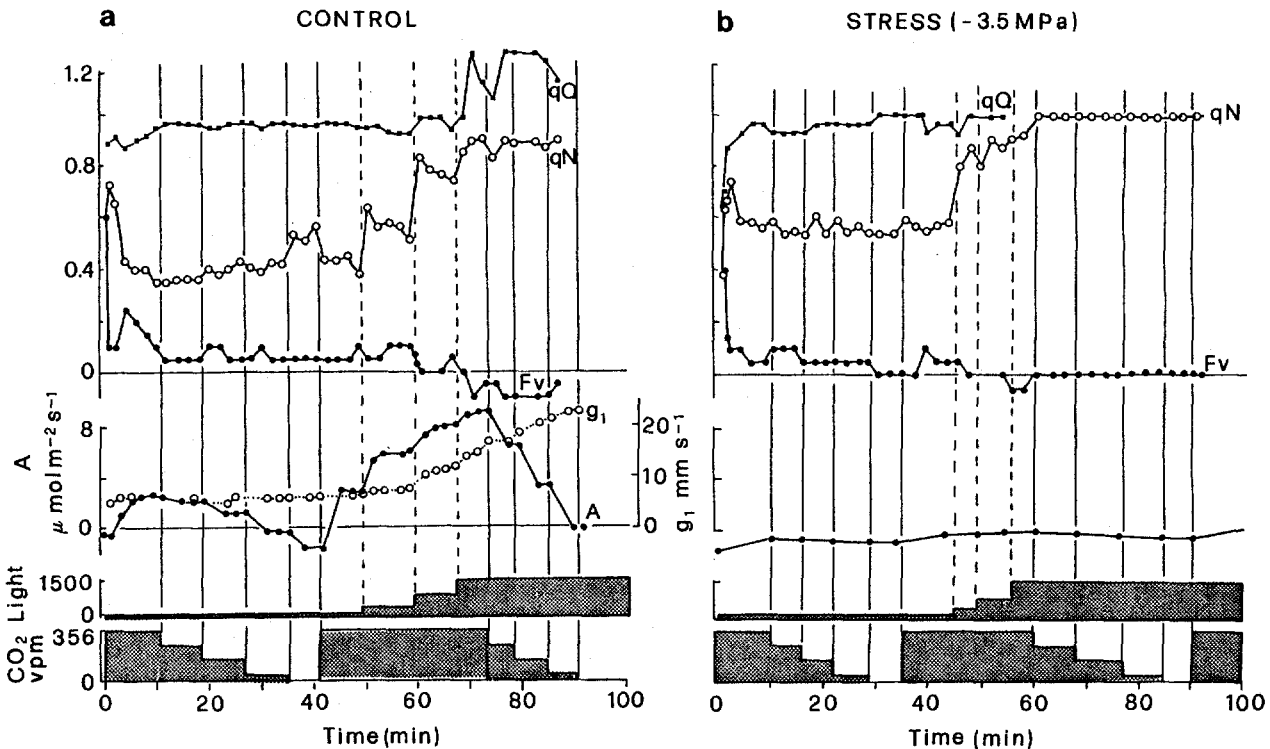 a CONTROL
b STRESS (-3.5 MPa)
1.2
0.8
0.4
0
qQ
qN
Fv
8
0
A
μmol m⁻² s⁻¹
g₁
A
20
10
0
g₁ mm s⁻¹
1500
0
Light
356
0
CO₂
vpm
0 20 40 60 80 100
Time (min)
qQ
qN
Fv
0 20 40 60 80 100
Time (min)